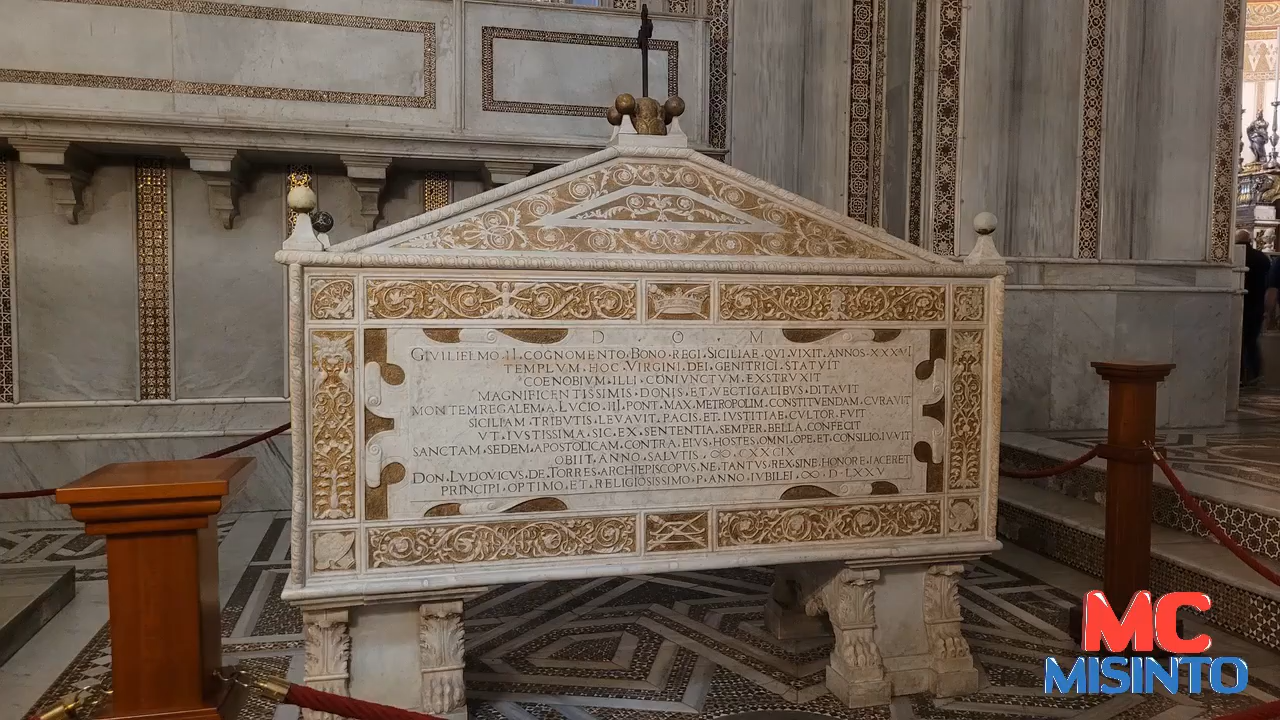 D · O · M
GIVLIELMO · II · COGNOMENTO · BONO · REGI · SICILIAE · QVI · VIXIT · ANNOS · XXXVI
TEMPLVM · HOC · VIRGINI · DEI · GENITRICI · STATVIT
COENOBIVM · ILLI · CONIVNCTVM · EXSTRVXIT
MAGNIFICENTISSIMIS · DONIS · ET · VECTIGALIBVS · DITAVIT
MONTEMREGALEM · A · LVCIO · III · PONT · MAX · METROPOLIM · CONSTITVENDAM · CVRAVIT
SICILIAM · TRIBVTIS · LEVAVIT · PACIS · ET · IVSTITIAE · CVLTOR · FVIT
VT · IVSTISSIMA · SIC · EX · SENTENTIA · SEMPER · BELLA · CONFECIT
SANCTAM · SEDEM · APOSTOLICAM · CONTRA · EIVS · HOSTES · OMNI · OPE · ET · CONSILIO · IVVIT
OBIIT · ANNO · SALVTIS · ↀ · CXXCIX
DON · LVDOVICVS · DE · TORRES · ARCHIEPISCOPVS · NE · TANTVS · REX · SINE · HONORE · IACERET
PRINCIPI · OPTIMO · ET · RELIGIOSISSIMO · P · ANNO · IVBILEI · ↀ · D · LXXV
MC
MISINTO